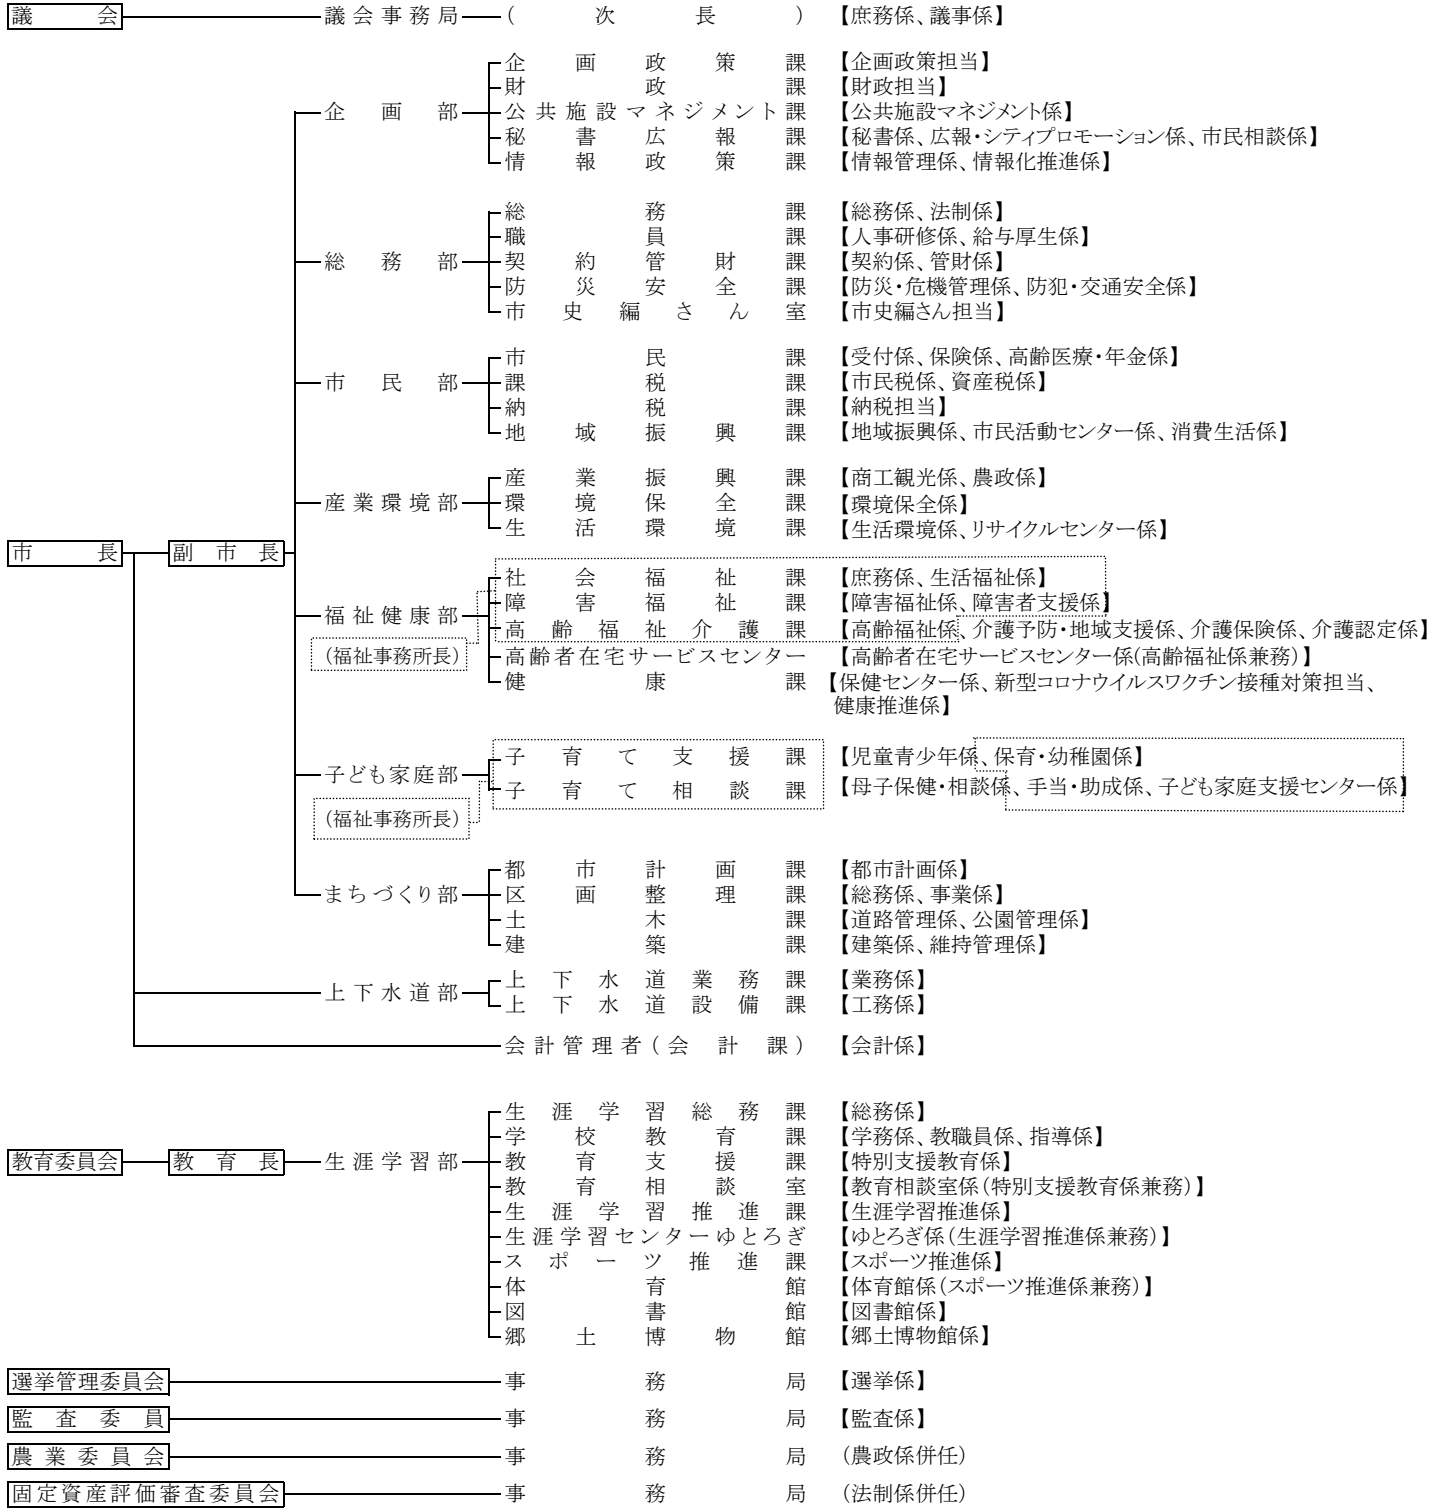 議会 議会事務局 (次長) 【庶務係、議事係】
企画政策課 【企画政策担当】
財政課 【財政担当】
企画部 公共施設マネジメント課 【公共施設マネジメント係】
秘書広報課 【秘書係、広報・シティプロモーション係、市民相談係】
情報政策課 【情報管理係、情報化推進係】
総務課 【総務係、法制係】
職員課 【人事研修係、給与厚生係】
総務部 契約管財課 【契約係、管財係】
防災安全課 【防災・危機管理係、防犯・交通安全係】
市史編さん室 【市史編さん担当】
市民課 【受付係、保険係、高齢医療・年金係】
市民部 課税課 【市民税係、資産税係】
納税課 【納税担当】
地域振興課 【地域振興係、市民活動センター係、消費生活係】
産業振興課 【商工観光係、農政係】
産業環境部 環境保全課 【環境保全係】
生活環境課 【生活環境係、リサイクルセンター係】
市長 副市長
社会福祉課 【庶務係、生活福祉係】
障害福祉課 【障害福祉係、障害者支援係】
福祉健康部
高齢福祉介護課 【高齢福祉係、介護予防・地域支援係、介護保険係、介護認定係】
(福祉事務所長) 高齢者在宅サービスセンター 【高齢者在宅サービスセンター係(高齢福祉係兼務)】
健康課 【保健センター係、新型コロナウイルスワクチン接種対策担当、
健康推進係】
子育て支援課 【児童青少年係、保育・幼稚園係】
子ども家庭部
子育て相談課 【母子保健・相談係、手当・助成係、子ども家庭支援センター係】
(福祉事務所長)
都市計画課 【都市計画係】
まちづくり部 区画整理課 【総務係、事業係】
土木課 【道路管理係、公園管理係】
建築課 【建築係、維持管理係】
上下水道業務課 【業務係】
上下水道部
上下水道設備課 【工務係】
会計管理者(会計課) 【会計係】
生涯学習総務課 【総務係】
学校教育課 【学務係、教職員係、指導係】
教育委員会 教育長 生涯学習部 教育支援課 【特別支援教育係】
教育相談室 【教育相談室係(特別支援教育係兼務)】
生涯学習推進課 【生涯学習推進係】
生涯学習センターゆとろぎ 【ゆとろぎ係(生涯学習推進係兼務)】
スポーツ推進課 【スポーツ推進係】
体育館 【体育館係(スポーツ推進係兼務)】
図書館 【図書館係】
郷土博物館 【郷土博物館係】
選挙管理委員会 事務局 【選挙係】
監査委員 事務局 【監査係】
農業委員会 事務局 (農政係併任)
固定資産評価審査委員会 事務局 (法制係併任)